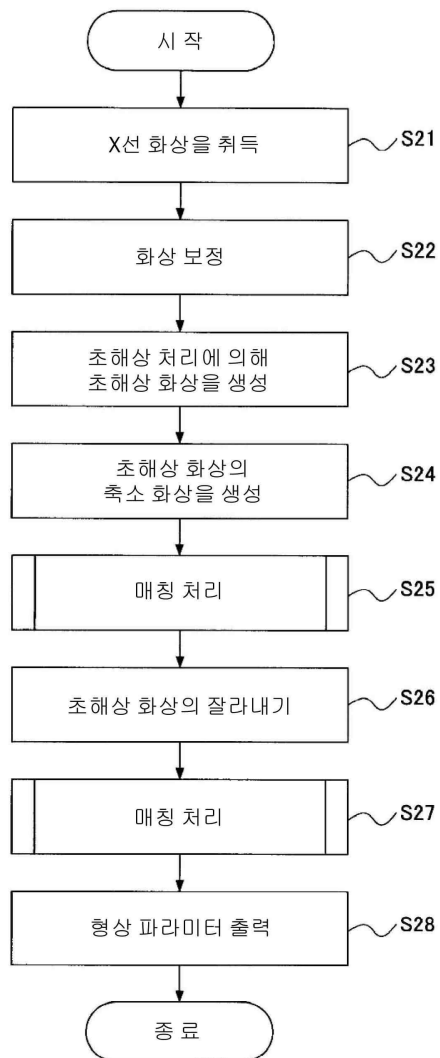 시 작
X선 화상을 취득
S21
화상 보정
S22
초해상 처리에 의해
초해상 화상을 생성
S23
초해상 화상의
축소 화상을 생성
S24
매칭 처리
S25
초해상 화상의 잘라내기
S26
매칭 처리
S27
형상 파라미터 출력
S28
종 료